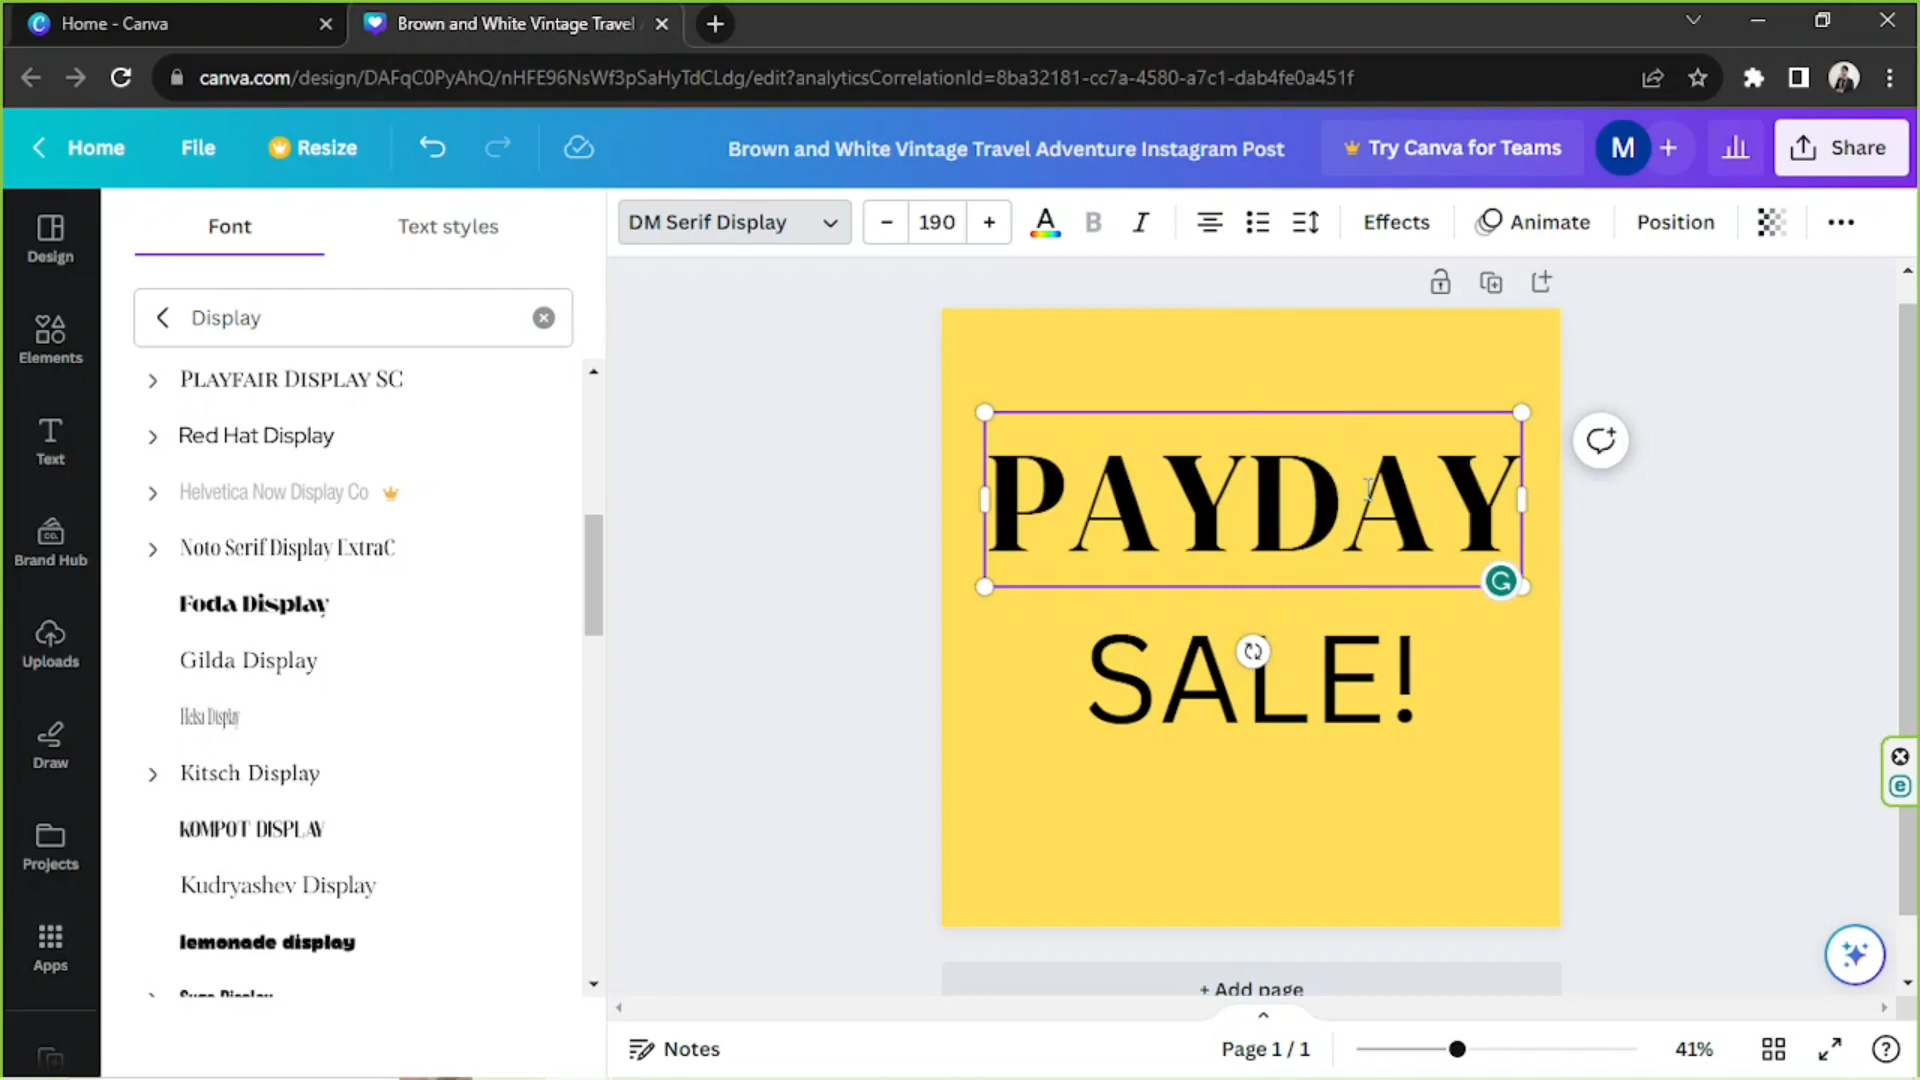 Home - Canva
Brown and White Vintage Travel
canva.com/design/DAFqC0PyAhQ/nHFE96NsWf3pSaHyTdCLdg/edit?analyticsCorrelationId=8ba32181-cc7a-4580-a7c1-dab4fe0a451f
Home
File
Resize
Brown and White Vintage Travel Adventure Instagram Post
Try Canva for Teams
M
Share
Design
Elements
Text
Brand Hub
Uploads
Draw
Projects
Apps
Font
Text styles
Display
PLAYFAIR DISPLAY SC
Red Hat Display
Helvetica Now Display Co
Noto Serif Display ExtraC
Foda Display
Gilda Display
Heksa Display
Kitsch Display
KOMPOT DISPLAY
Kudryashev Display
lemonade display
DM Serif Display
190
B
I
Effects
Animate
Position
PAYDAY
SALE!
+ Add page
Notes
Page 1 / 1
41%